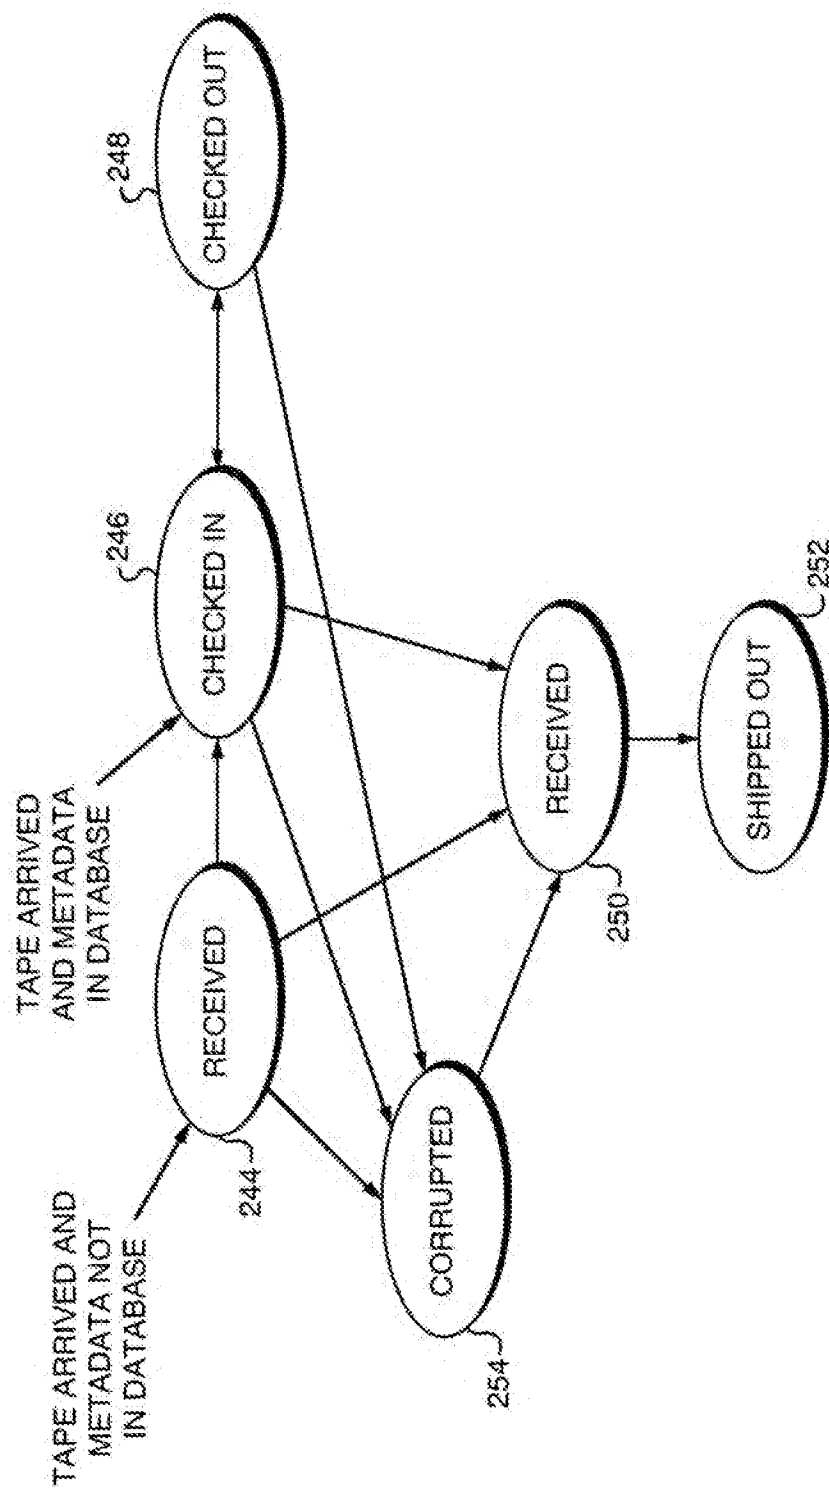 TAPE ARRIVED AND
METADATA NOT
IN DATABASE
TAPE ARRIVED
AND METADATA
IN DATABASE
244
RECEIVED
246
CHECKED IN
248
CHECKED OUT
254
CORRUPTED
250
RECEIVED
SHIPPED OUT
252